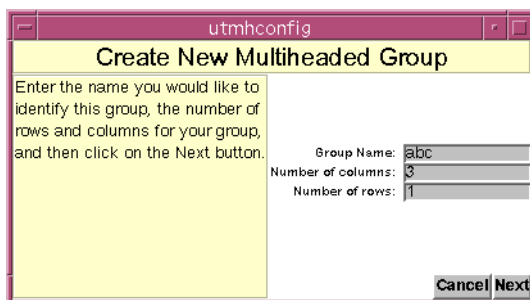 utmhconfig
Create New Multiheaded Group
Enter the name you would like to
identify this group, the number of
rows and columns for your group,
and then click on the Next button.
Group Name: abc
Number of columns: 3
Number of rows: 1
Cancel Next